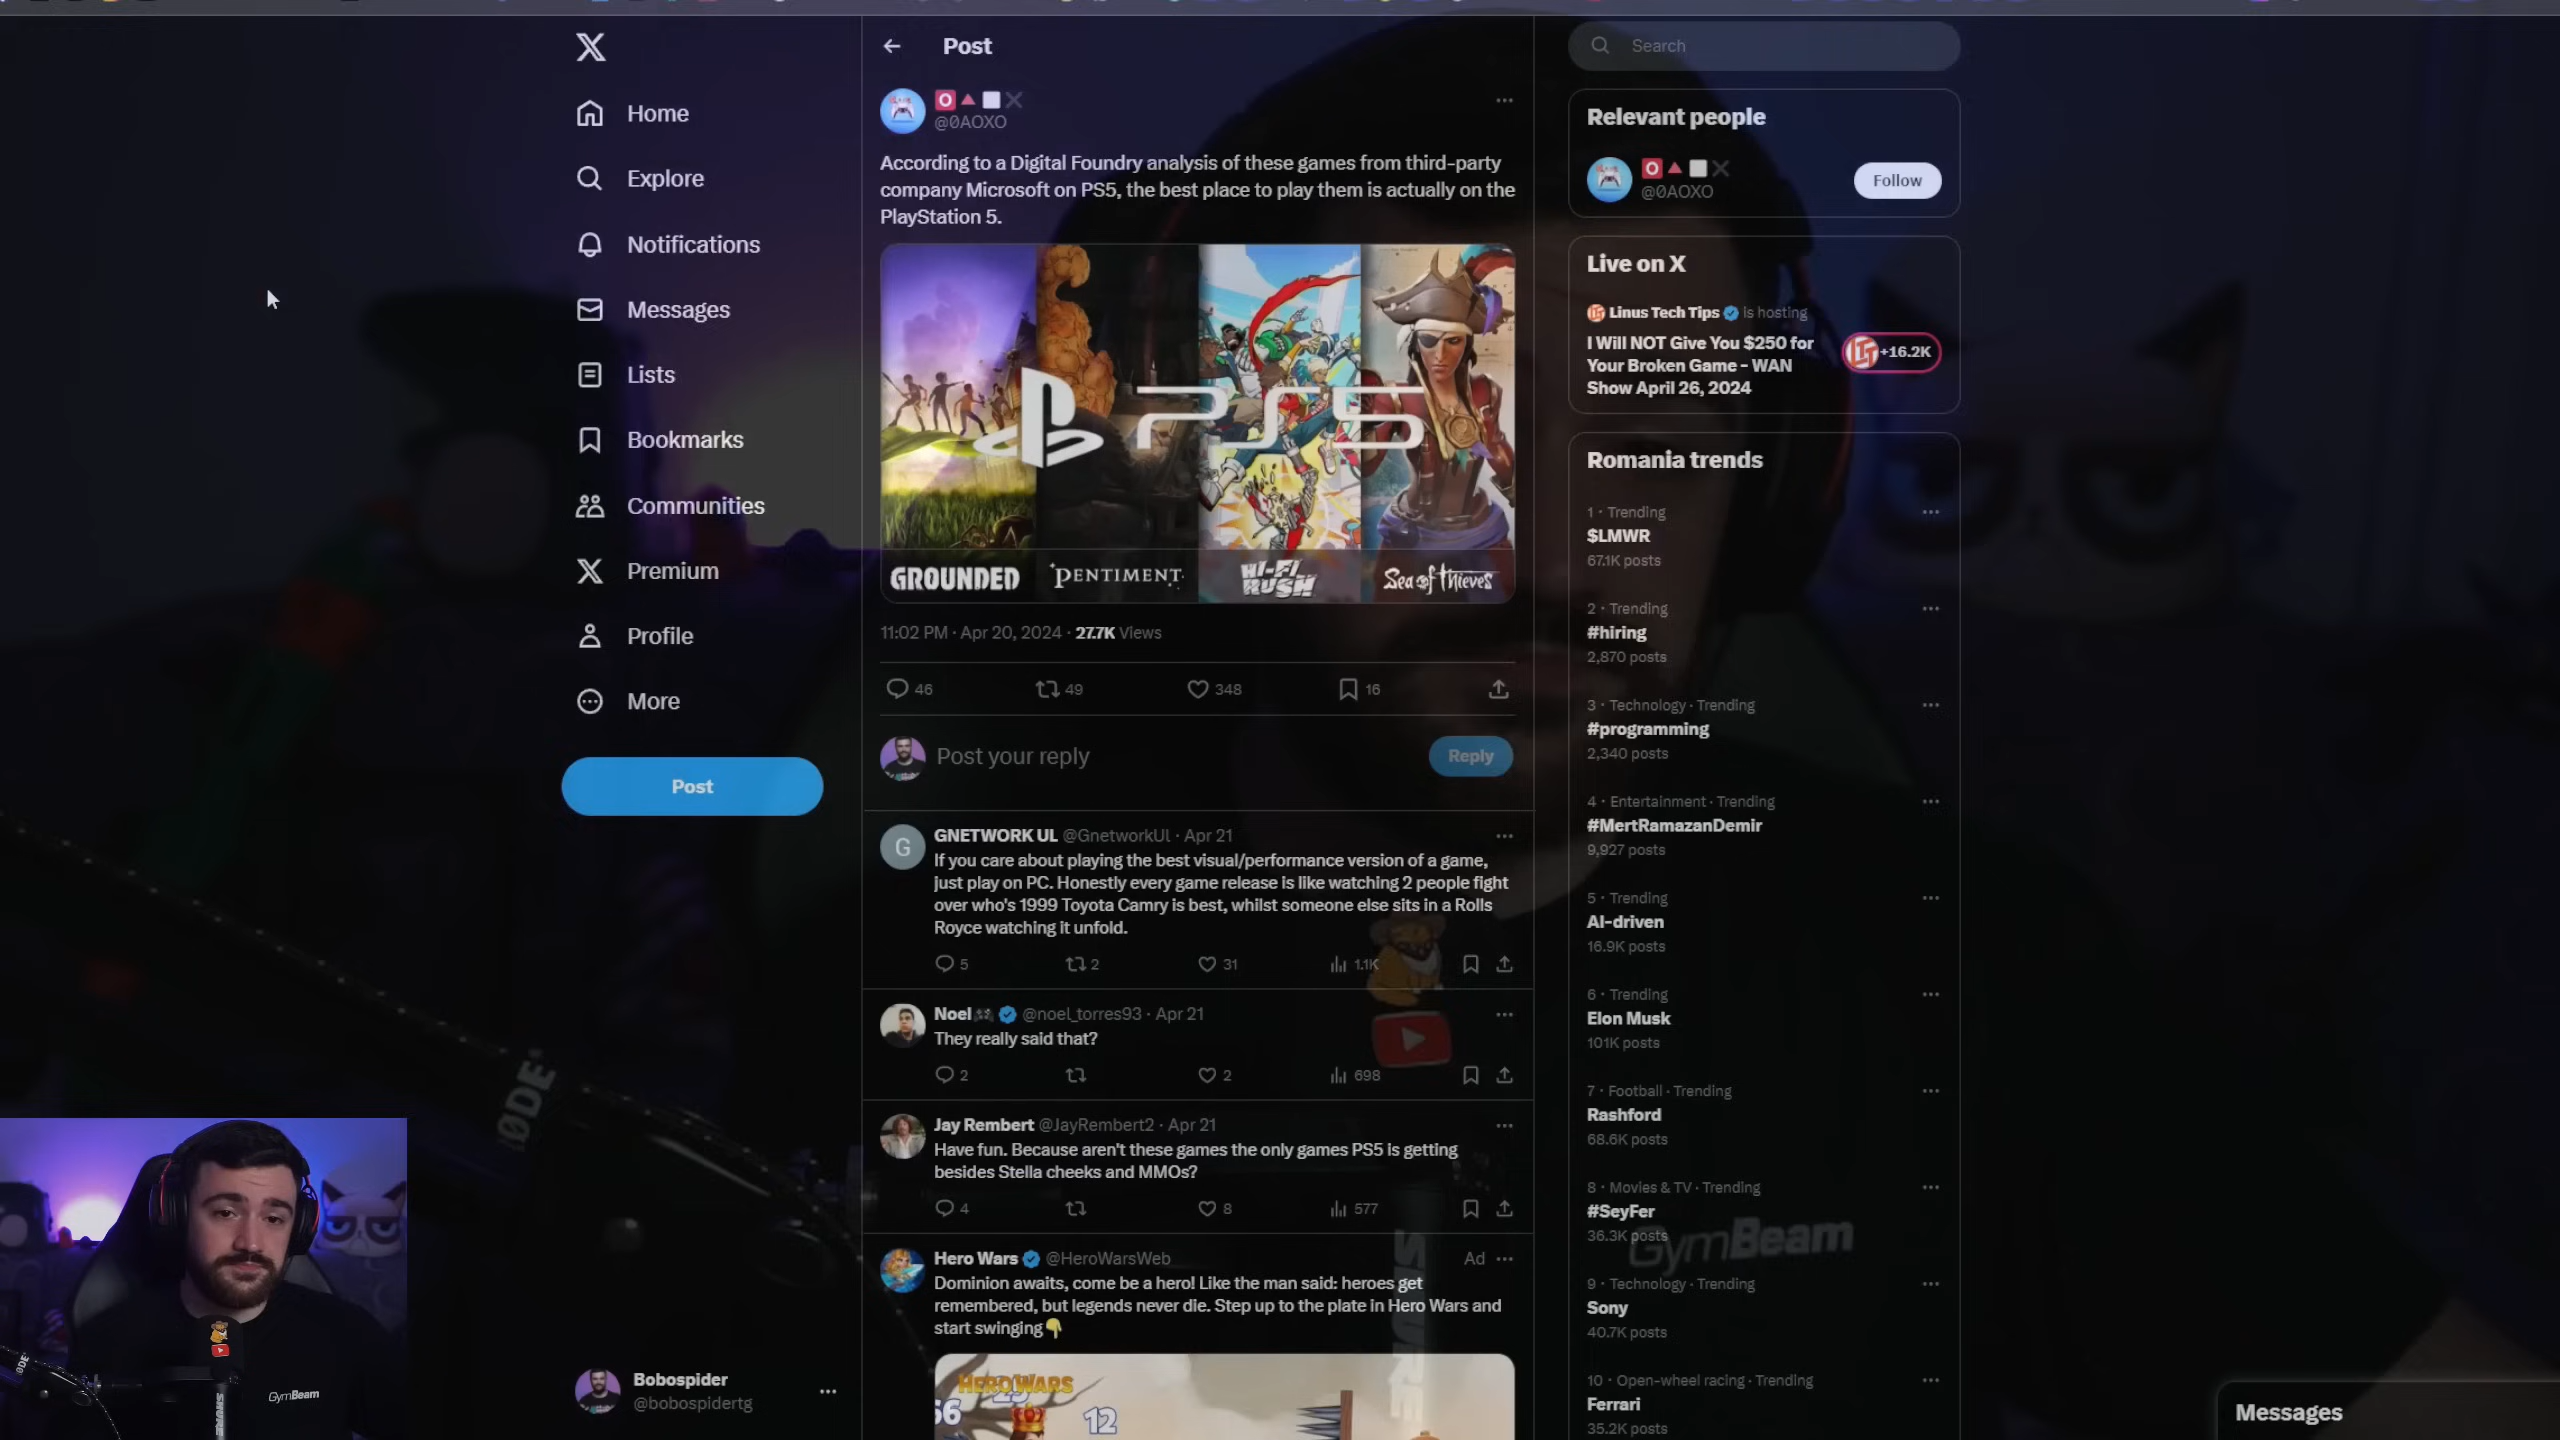 Home
Explore
Notifications
Messages
Lists
Bookmarks
Communities
Premium
Profile
More
Post
Bobospider
@bobospidertg
Post
@0AOXO
According to a Digital Foundry analysis of these games from third-party
company Microsoft on PS5, the best place to play them is actually on the
PlayStation 5.
PS5
GROUNDED
PENTIMENT
HI-FI
RUSH
Sea of Thieves
11:02 PM · Apr 20, 2024 · 27.7K Views
46
49
348
16
Post your reply
Reply
G
GNETWORK UL @GnetworkUl · Apr 21
If you care about playing the best visual/performance version of a game,
just play on PC. Honestly every game release is like watching 2 people fight
over who's 1999 Toyota Camry is best, whilst someone else sits in a Rolls
Royce watching it unfold.
5
2
31
1.1K
Noel @noel_torres93 · Apr 21
They really said that?
2
2
698
Jay Rembert @JayRembert2 · Apr 21
Have fun. Because aren't these games the only games PS5 is getting
besides Stella cheeks and MMOs?
4
8
577
Hero Wars @HeroWarsWeb
Ad
Dominion awaits, come be a hero! Like the man said: heroes get
remembered, but legends never die. Step up to the plate in Hero Wars and
start swinging
HERO WARS
12
Search
Relevant people
@0AOXO
Follow
Live on X
Linus Tech Tips is hosting
I Will NOT Give You $250 for
Your Broken Game - WAN
Show April 26, 2024
+16.2K
Romania trends
1 · Trending
$LMWR
67.1K posts
2 · Trending
#hiring
2,870 posts
3 · Technology · Trending
#programming
2,340 posts
4 · Entertainment · Trending
#MertRamazanDemir
9,927 posts
5 · Trending
AI-driven
16.9K posts
6 · Trending
Elon Musk
101K posts
7 · Football · Trending
Rashford
68.6K posts
8 · Movies & TV · Trending
#SeyFer
36.3K posts
9 · Technology · Trending
Sony
40.7K posts
10 · Open-wheel racing · Trending
Ferrari
35.2K posts
Messages
GymBeam
SHURE
GymBeam
SHURE